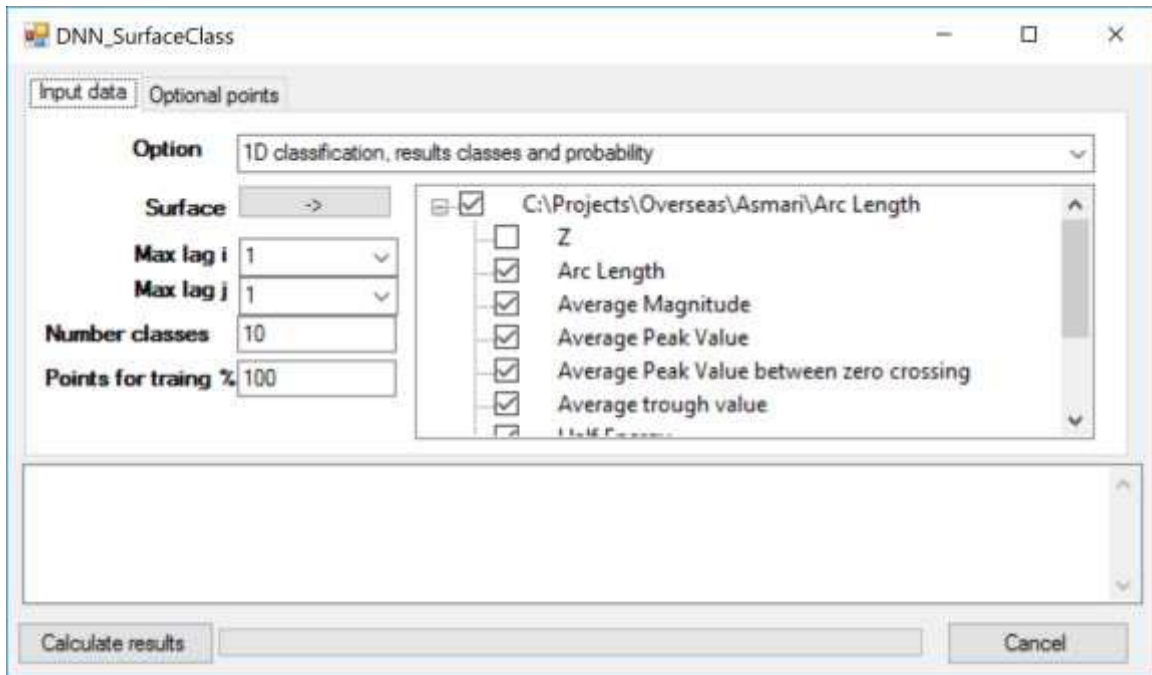 DNN_SurfaceClass
Input data
Optional points
Option
1D classification, results classes and probability
Surface
->
C:\Projects\Overseas\Asmari\Arc Length
Z
Max lag i
1
Arc Length
Max lag j
1
Average Magnitude
Number classes
10
Average Peak Value
Points for traing %
100
Average Peak Value between zero crossing
Average trough value
Half Energy
Calculate results
Cancel